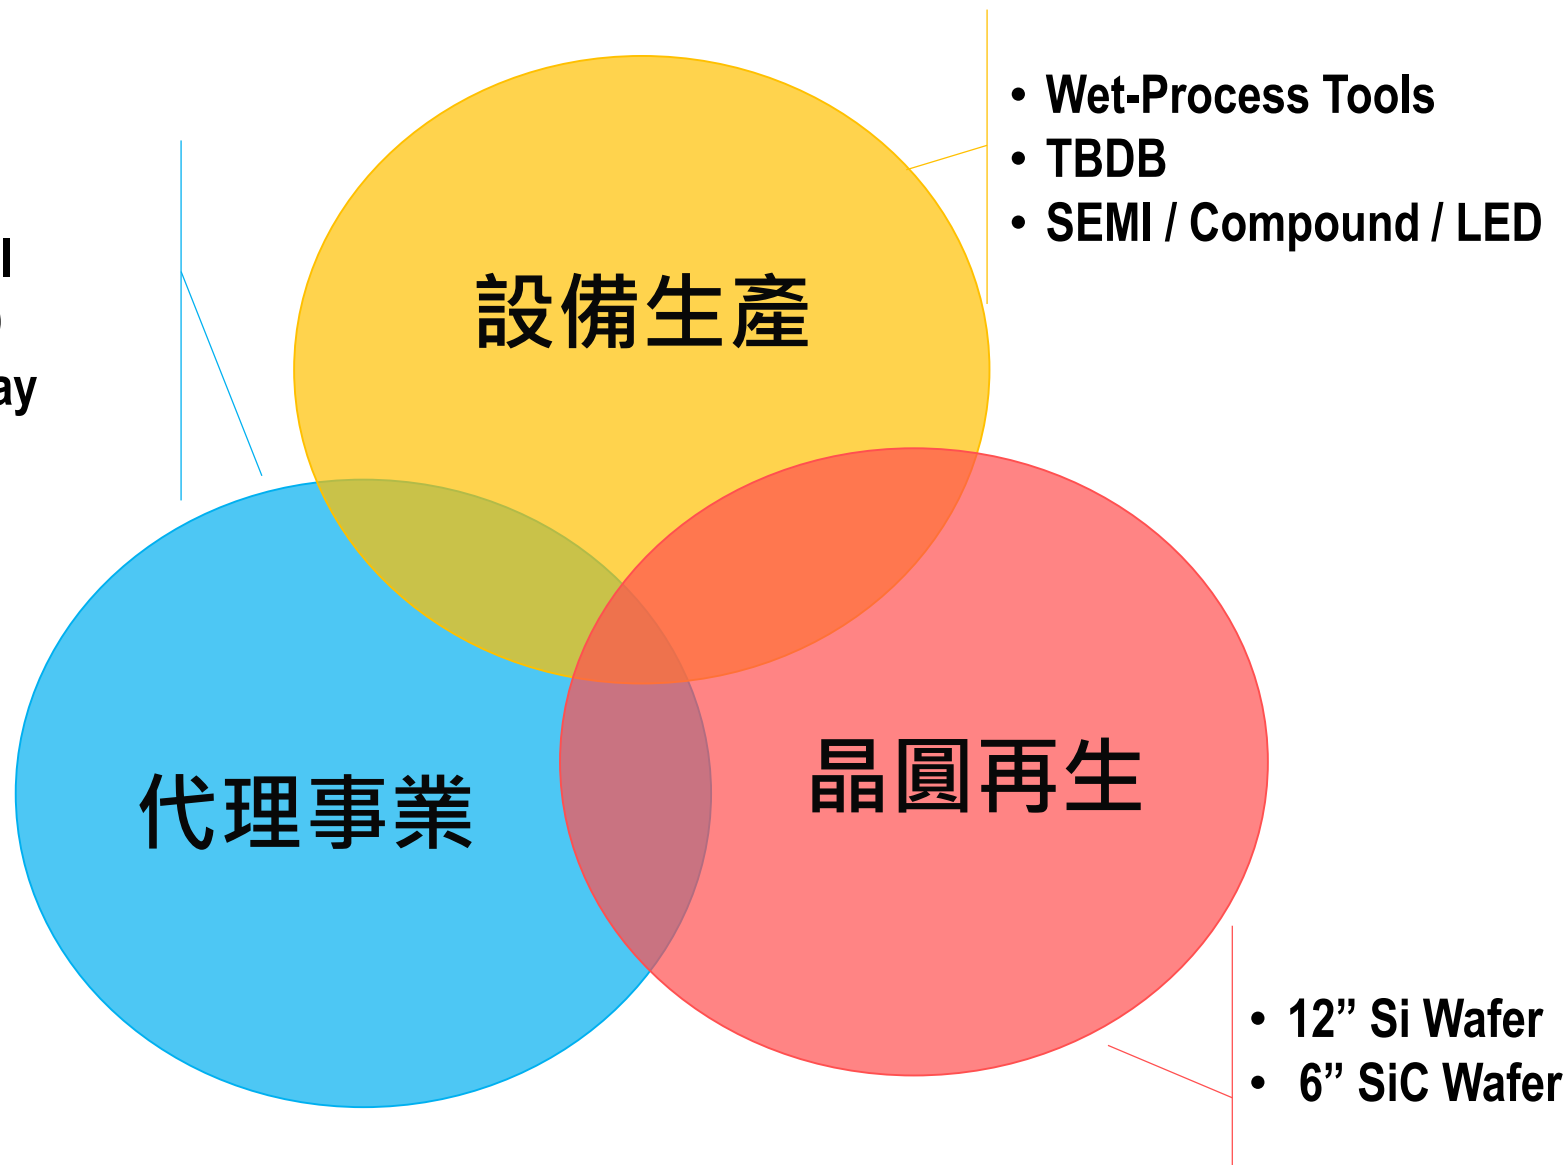 • Wet-Process Tools
• TBDB
• SEMI / Compound / LED
設備生產
代理事業
晶圓再生
• 12” Si Wafer
• 6” SiC Wafer